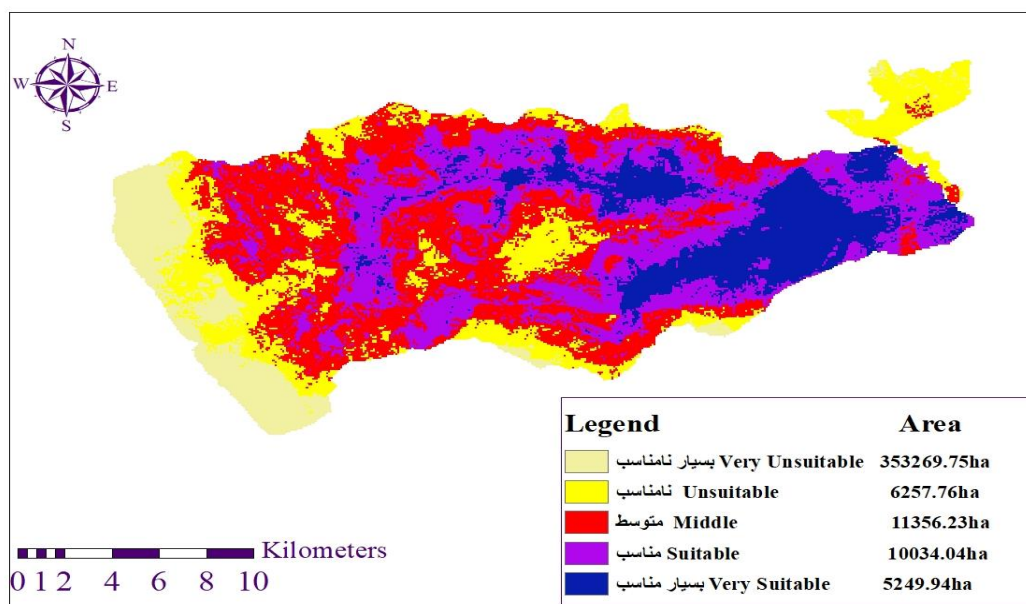 N
W E
S
Legend Area
بسیار نامناسب Very Unsuitable 353269.75ha
نامناسب Unsuitable 6257.76ha
متوسط Middle 11356.23ha
مناسب Suitable 10034.04ha
بسیار مناسب Very Suitable 5249.94ha
Kilometers
0 1 2 4 6 8 10